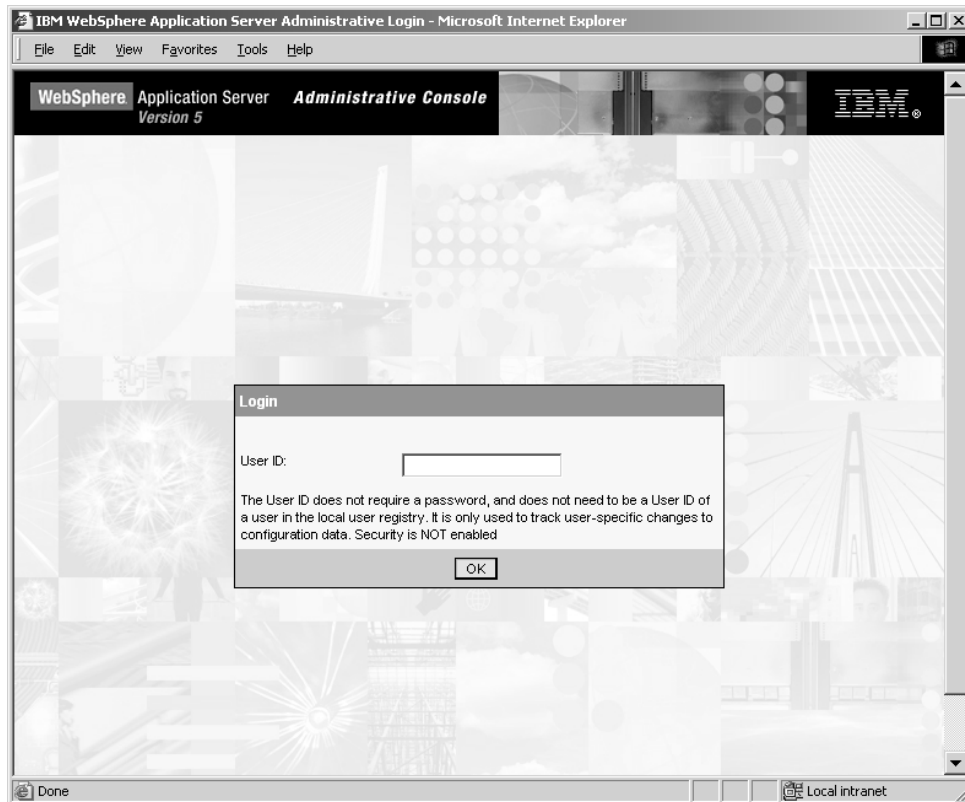 IBM WebSphere Application Server Administrative Login - Microsoft Internet Explorer
File Edit View Favorites Tools Help
WebSphere. Application Server Administrative Console
Version 5
IBM®
Login
User ID:
The User ID does not require a password, and does not need to be a User ID of
a user in the local user registry. It is only used to track user-specific changes to
configuration data. Security is NOT enabled
OK
Done
Local intranet